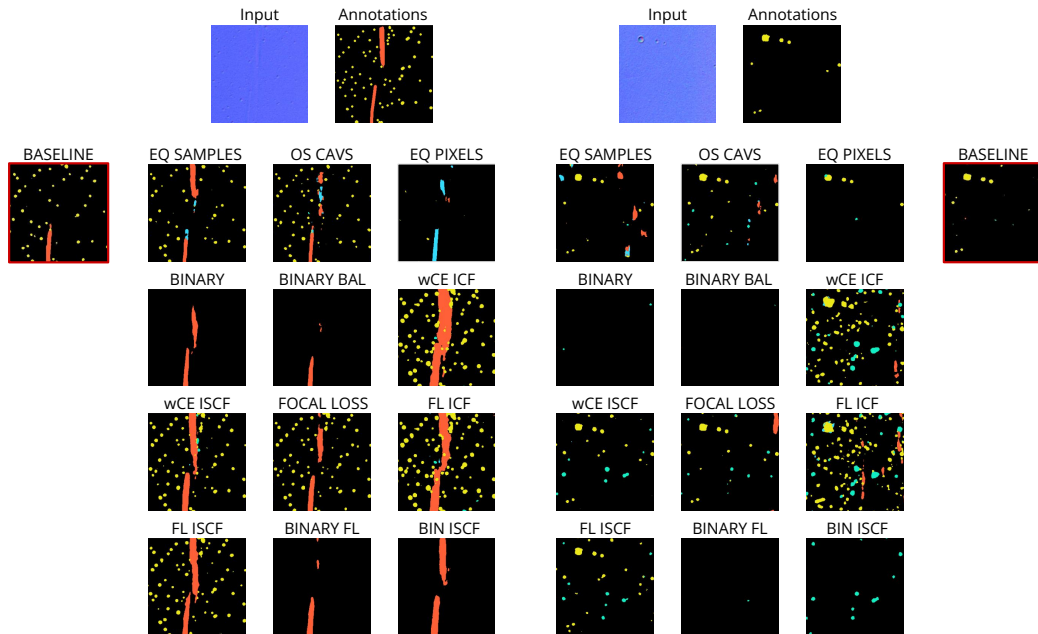 Input Annotations Input Annotations
BASELINE EQ SAMPLES OS CAVS EQ PIXELS EQ SAMPLES OS CAVS EQ PIXELS BASELINE
BINARY BINARY BAL wCE ICF BINARY BINARY BAL wCE ICF
wCE ISCF FOCAL LOSS FL ICF wCE ISCF FOCAL LOSS FL ICF
FL ISCF BINARY FL BIN ISCF FL ISCF BINARY FL BIN ISCF